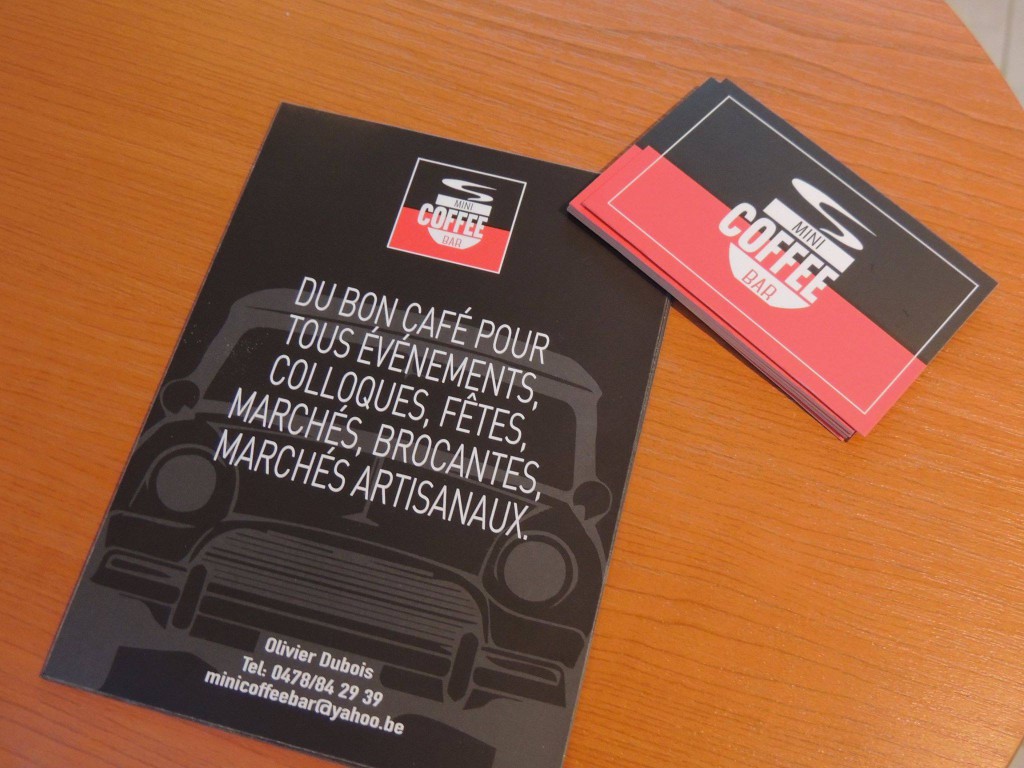 MINI
COFFEE
BAR
DU BON CAFÉ POUR
TOUS ÉVÉNEMENTS,
COLLOQUES, FÊTES,
MARCHÉS, BROCANTES,
MARCHÉS ARTISANAUX.
Olivier Dubois
Tel: 0478/84 29 39
minicoffeebar@yahoo.be
MINI
COFFEE
BAR